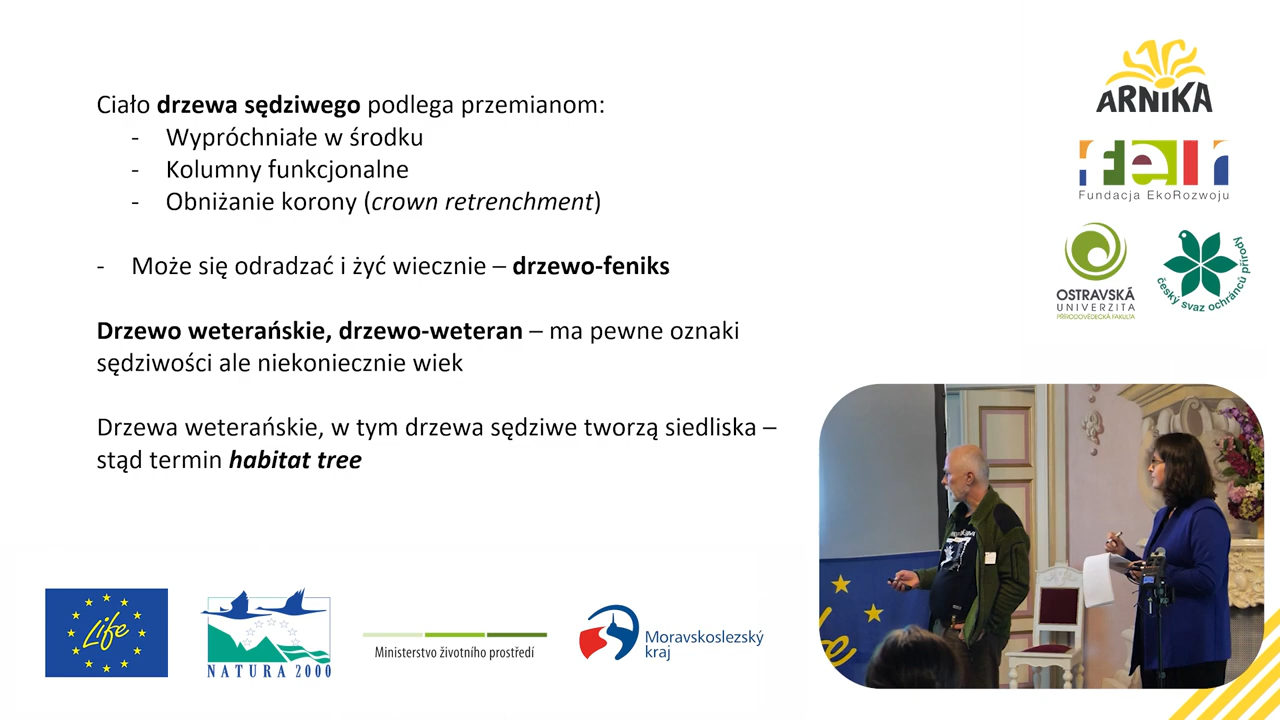 Ciało drzewa sędziwego podlega przemianom:
- Wypróchniałe w środku
- Kolumny funkcjonalne
- Obniżanie korony (crown retrenchment)
- Może się odradzać i żyć wiecznie – drzewo-feniks
Drzewo weterańskie, drzewo-weteran – ma pewne oznaki
sędziwości ale niekoniecznie wiek
Drzewa weterańskie, w tym drzewa sędziwe tworzą siedliska –
stąd termin habitat tree
ARNIKA
fer
Fundacja EkoRozwoju
OSTRAVSKÁ
UNIVERZITA
PŘÍRODOVĚDECKÁ FAKULTA
český svaz ochránců přírody
Life
NATURA 2000
Ministerstvo životního prostředí
Moravskoslezský
kraj